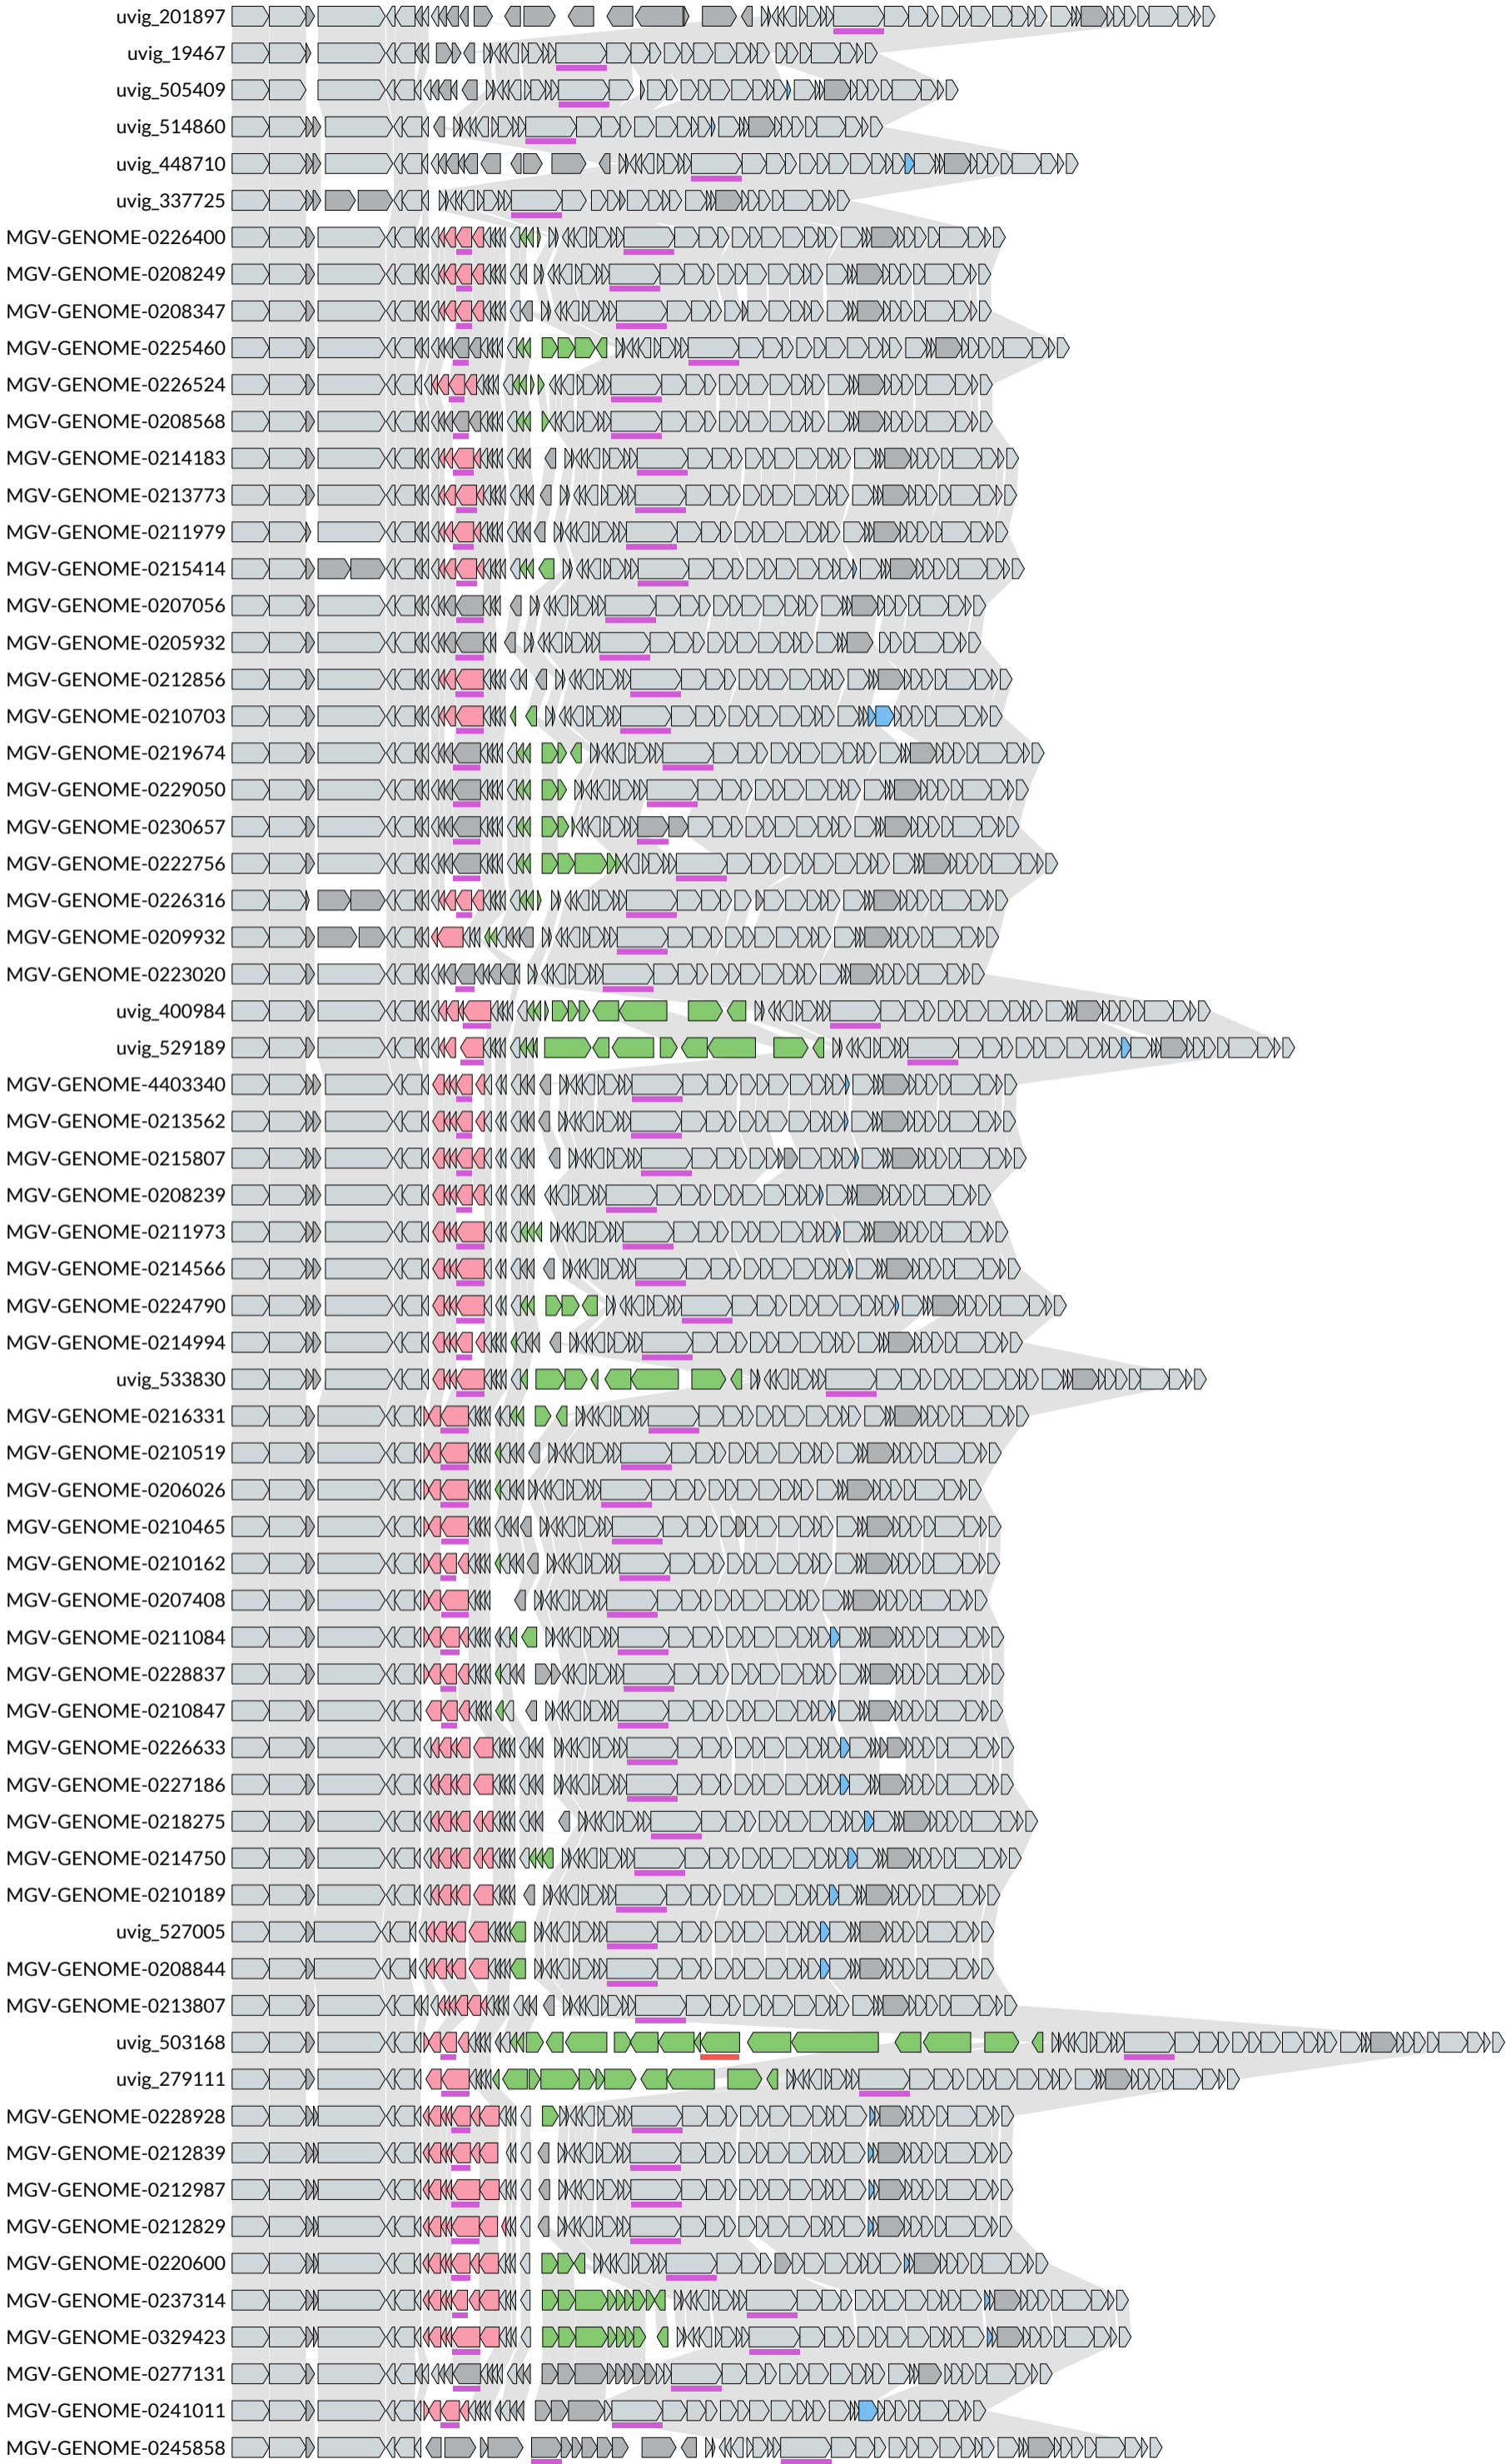 uvig_201897
uvig_19467
uvig_505409
uvig_514860
uvig_448710
uvig_337725
MGV-GENOME-0226400
MGV-GENOME-0208249
MGV-GENOME-0208347
MGV-GENOME-0225460
MGV-GENOME-0226524
MGV-GENOME-0208568
MGV-GENOME-0214183
MGV-GENOME-0213773
MGV-GENOME-0211979
MGV-GENOME-0215414
MGV-GENOME-0207056
MGV-GENOME-0205932
MGV-GENOME-0212856
MGV-GENOME-0210703
MGV-GENOME-0219674
MGV-GENOME-0229050
MGV-GENOME-0230657
MGV-GENOME-0222756
MGV-GENOME-0226316
MGV-GENOME-0209932
MGV-GENOME-0223020
uvig_400984
uvig_529189
MGV-GENOME-4403340
MGV-GENOME-0213562
MGV-GENOME-0215807
MGV-GENOME-0208239
MGV-GENOME-0211973
MGV-GENOME-0214566
MGV-GENOME-0224790
MGV-GENOME-0214994
uvig_533830
MGV-GENOME-0216331
MGV-GENOME-0210519
MGV-GENOME-0206026
MGV-GENOME-0210465
MGV-GENOME-0210162
MGV-GENOME-0207408
MGV-GENOME-0211084
MGV-GENOME-0228837
MGV-GENOME-0210847
MGV-GENOME-0226633
MGV-GENOME-0227186
MGV-GENOME-0218275
MGV-GENOME-0214750
MGV-GENOME-0210189
uvig_527005
MGV-GENOME-0208844
MGV-GENOME-0213807
uvig_503168
uvig_279111
MGV-GENOME-0228928
MGV-GENOME-0212839
MGV-GENOME-0212987
MGV-GENOME-0212829
MGV-GENOME-0220600
MGV-GENOME-0237314
MGV-GENOME-0329423
MGV-GENOME-0277131
MGV-GENOME-0241011
MGV-GENOME-0245858